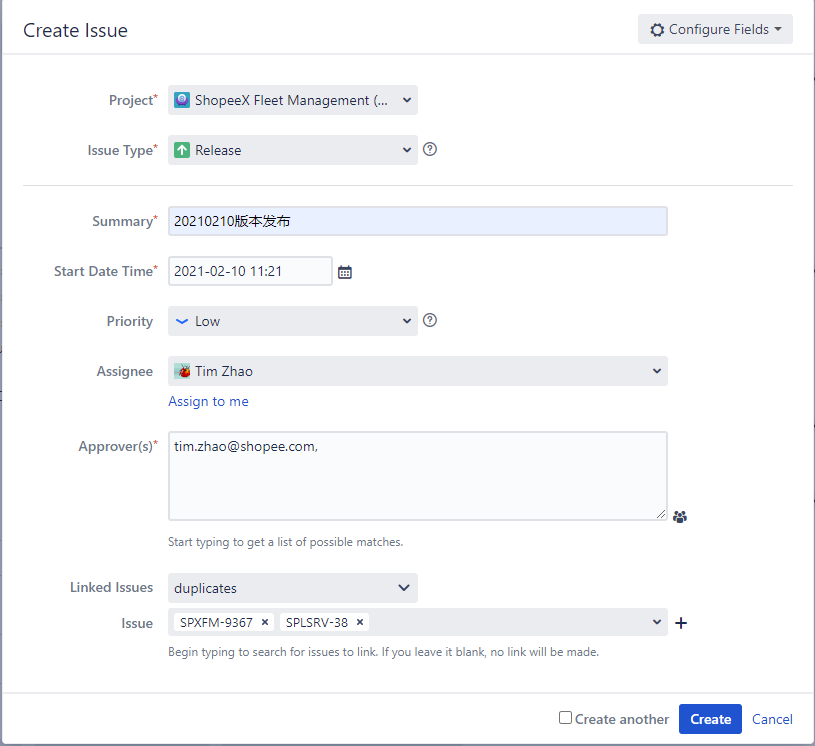 Create Issue
Configure Fields
Project*
ShopeeX Fleet Management (...
Issue Type*
Release
Summary*
20210210版本发布
Start Date Time*
2021-02-10 11:21
Priority
Low
Assignee
Tim Zhao
Assign to me
Approver(s)*
tim.zhao@shopee.com,
Start typing to get a list of possible matches.
Linked Issues
duplicates
Issue
SPXFM-9367 × SPLSRV-38 ×
Begin typing to search for issues to link. If you leave it blank, no link will be made.
Create another
Create
Cancel